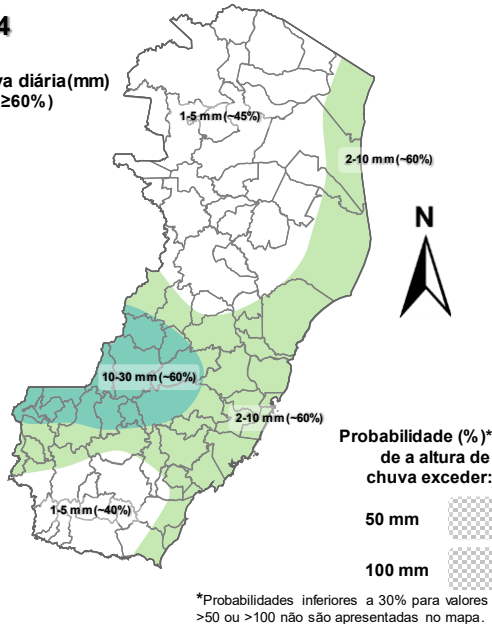 4
va diária(mm)
≥60%)
1-5 mm(~45%)
2-10 mm(~60%)
N
10-30 mm(~60%)
2-10 mm(~60%)
Probabilidade (%)*
de a altura de
chuva exceder:
1-5 mm(~40%)
50 mm
100 mm
*Probabilidades inferiores a 30% para valores
>50 ou >100 não são apresentadas no mapa.